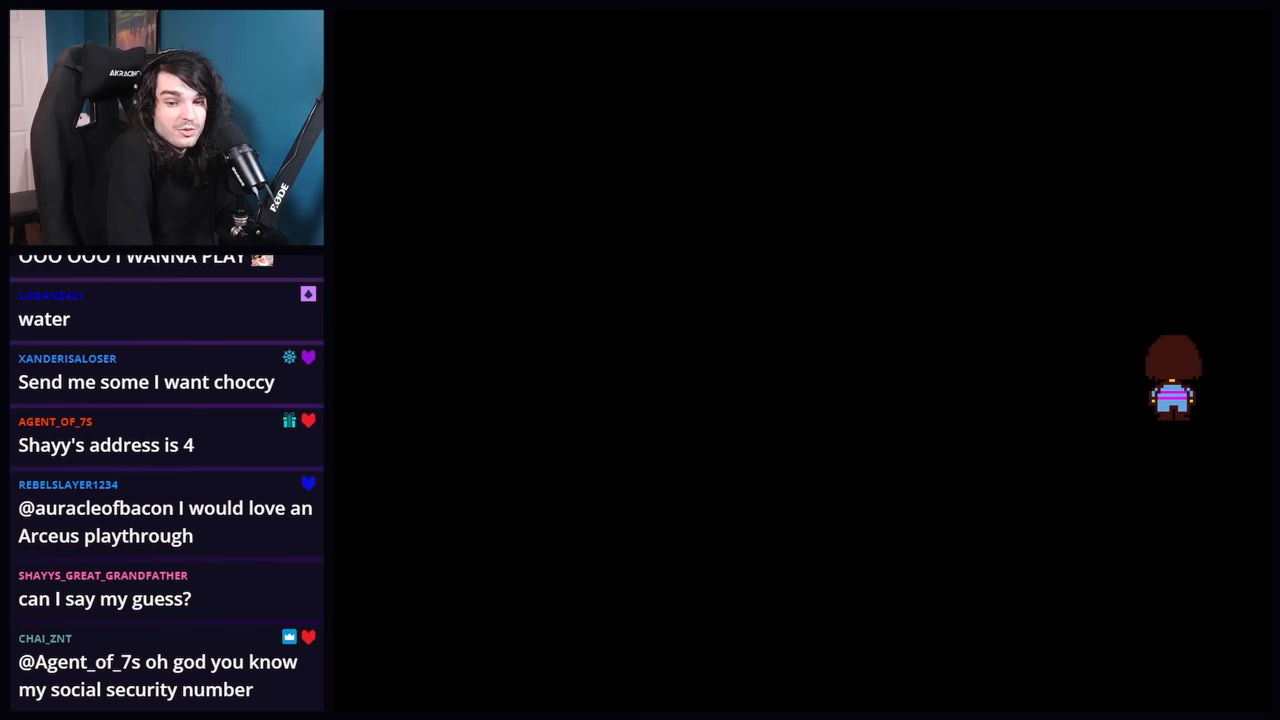 AKRACING
OOO OOO I WANNA PLAY
RØDE
water
XANDERISALOSER
Send me some I want choccy
AGENT_OF_7S
Shayy's address is 4
REBELSLAYER1234
@auracleofbacon I would love an
Arceus playthrough
SHAYYS_GREAT_GRANDFATHER
can I say my guess?
CHAI_ZNT
@Agent_of_7s oh god you know
my social security number